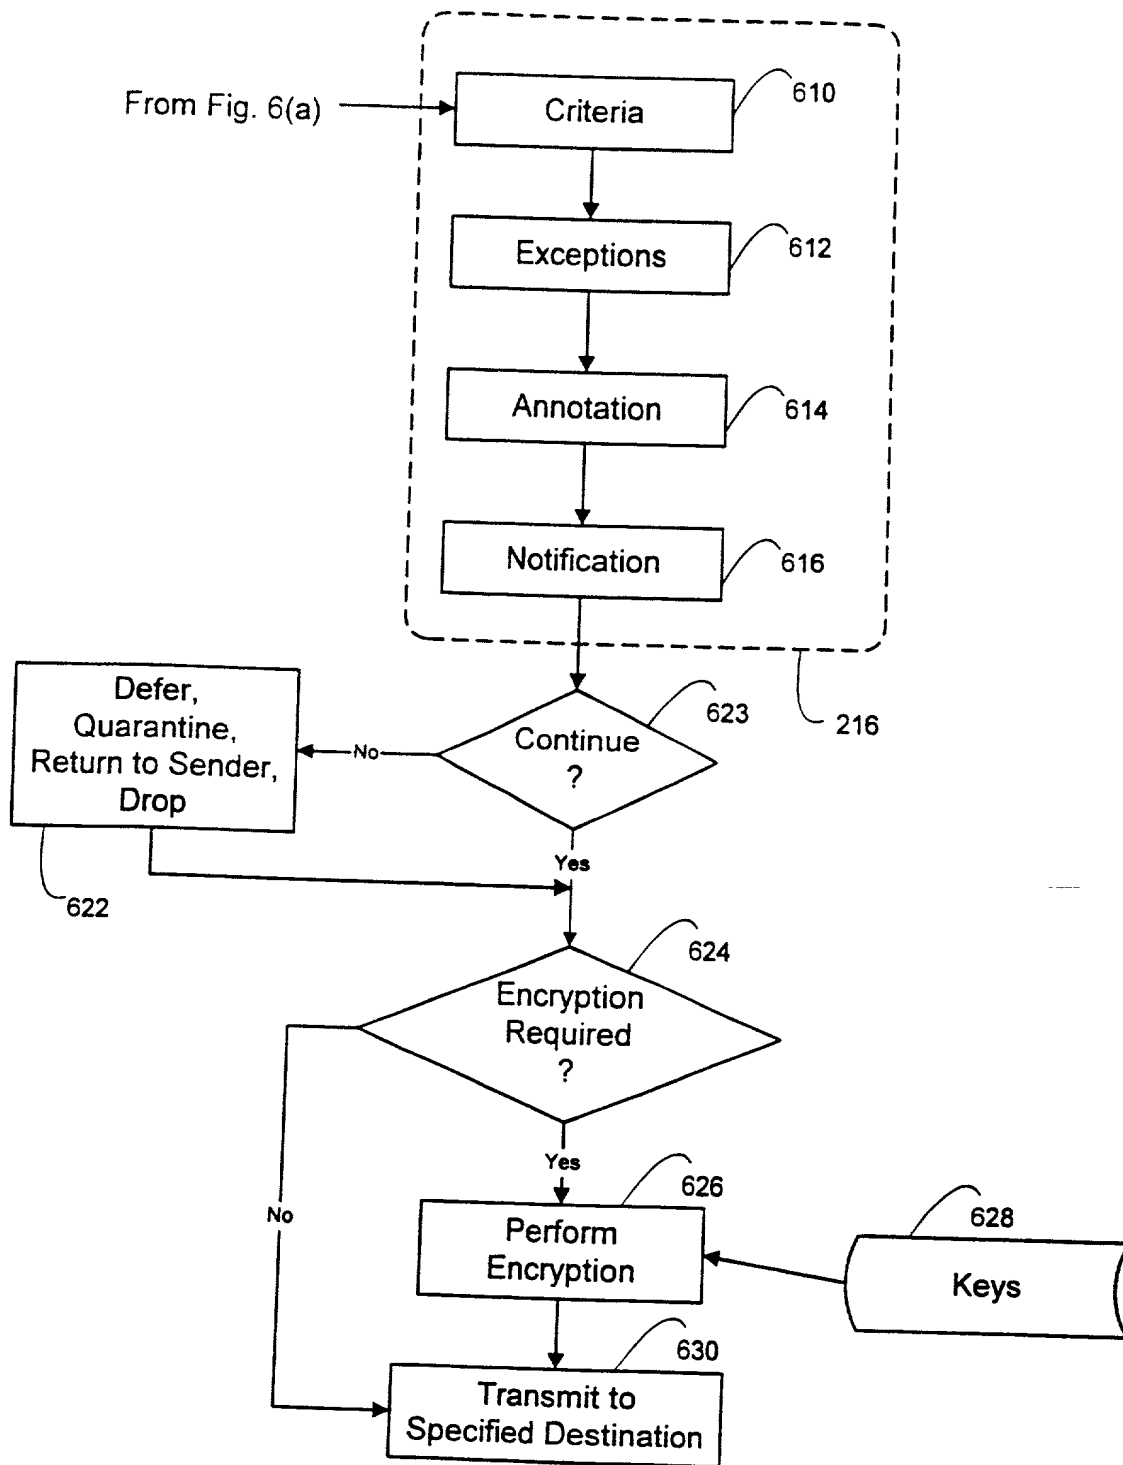 From Fig. 6(a)
Criteria
610
Exceptions
612
Annotation
614
Notification
616
216
Continue
?
623
No
Defer,
Quarantine,
Return to Sender,
Drop
622
Yes
Encryption
Required
?
624
Yes
No
Perform
Encryption
626
Keys
628
Transmit to
Specified Destination
630